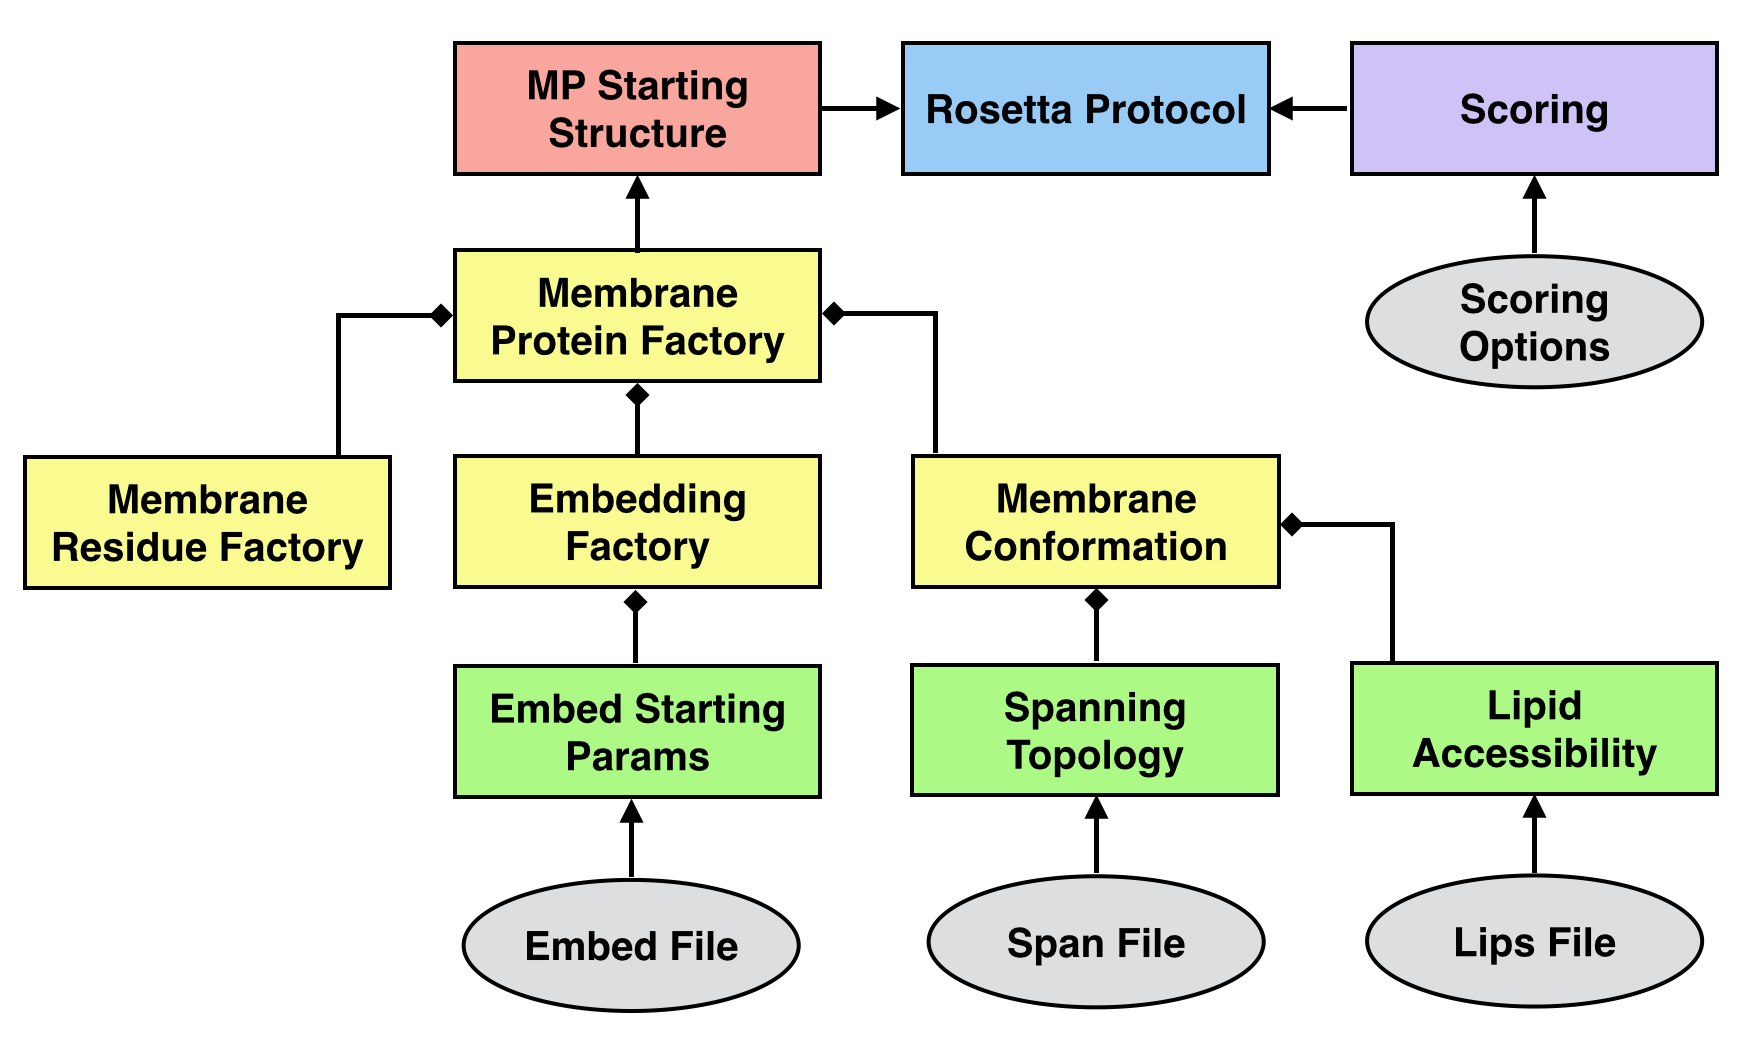 MP Starting
Structure
Rosetta Protocol
Scoring
Membrane
Protein Factory
Scoring
Options
Membrane
Residue Factory
Embedding
Factory
Membrane
Conformation
Embed Starting
Params
Spanning
Topology
Lipid
Accessibility
Embed File
Span File
Lips File